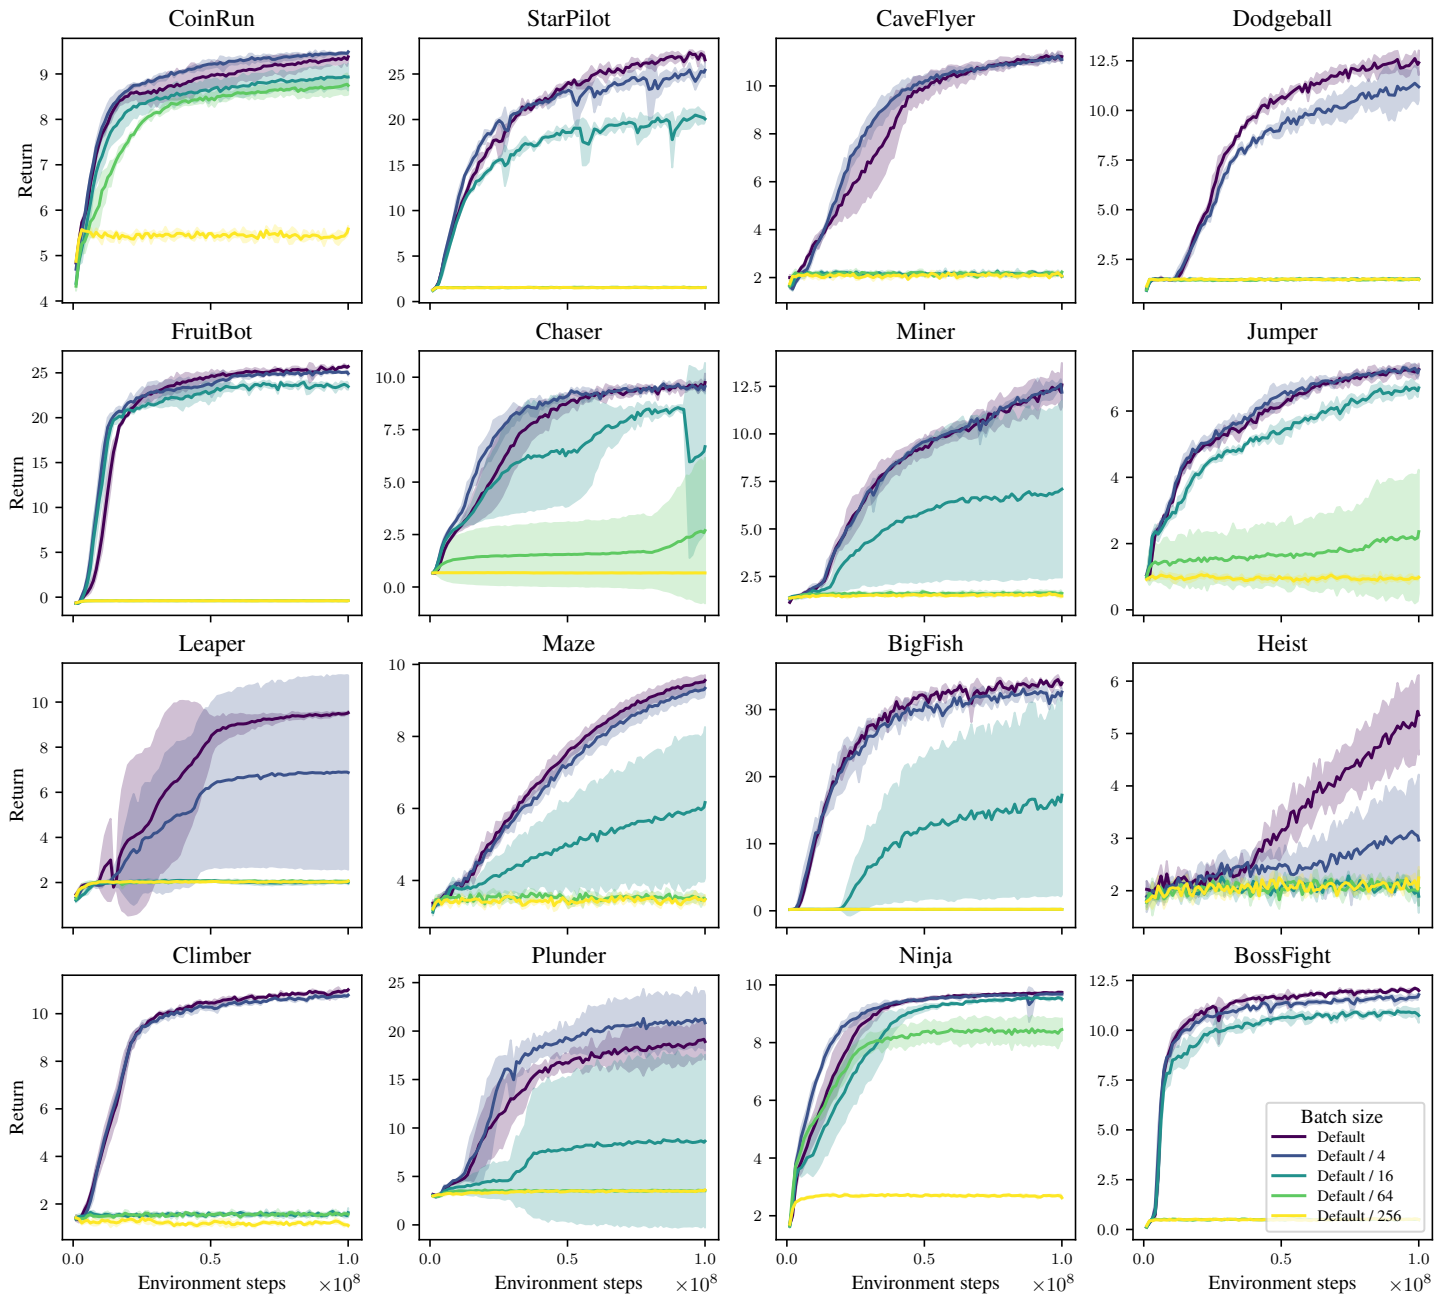 CoinRun StarPilot CaveFlyer Dodgeball
Return
4 5 6 7 8 9
0 5 10 15 20 25
2 4 6 8 10
2.5 5.0 7.5 10.0 12.5
FruitBot Chaser Miner Jumper
Return
0 5 10 15 20 25
0.0 2.5 5.0 7.5 10.0
2.5 5.0 7.5 10.0 12.5
0 2 4 6
Leaper Maze BigFish Heist
Return
2 4 6 8 10
4 6 8 10
0 10 20 30
2 3 4 5 6
Climber Plunder Ninja BossFight
Return
2 4 6 8 10
0 5 10 15 20 25
2 4 6 8 10
0.0 2.5 5.0 7.5 10.0 12.5
Batch size
Default
Default / 4
Default / 16
Default / 64
Default / 256
0.0 0.5 1.0 0.0 0.5 1.0 0.0 0.5 1.0 0.0 0.5 1.0
Environment steps ×10⁸ Environment steps ×10⁸ Environment steps ×10⁸ Environment steps ×10⁸